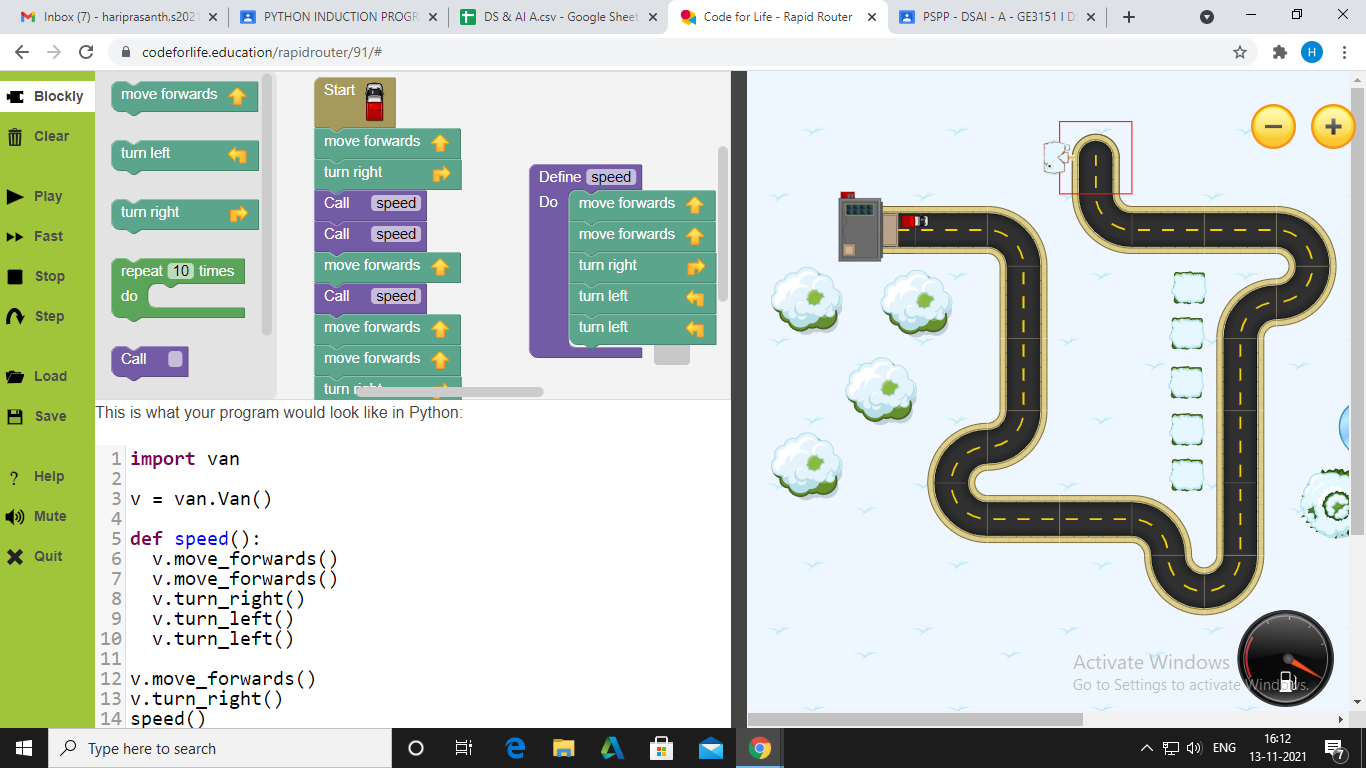 Inbox (7) - hariprasanth.s2021
PYTHON INDUCTION PROGR
DS & AI A.csv - Google Sheet
Code for Life - Rapid Router
PSPP - DSAI - A - GE3151 I D
codeforlife.education/rapidrouter/91/#
H
Blockly
Clear
Play
Fast
Stop
Step
Load
Save
Help
Mute
Quit
move forwards
turn left
turn right
repeat 10 times
do
Call
Start
move forwards
turn right
Call speed
Call speed
move forwards
Call speed
move forwards
move forwards
turn right
Define speed
Do
move forwards
move forwards
turn right
turn left
turn left
This is what your program would look like in Python:
1 import van
2
3 v = van.Van()
4
5 def speed():
6 v.move_forwards()
7 v.move_forwards()
8 v.turn_right()
9 v.turn_left()
10 v.turn_left()
11
12 v.move_forwards()
13 v.turn_right()
14 speed()
Activate Windows
Go to Settings to activate Windows.
Type here to search
ENG
16:12
13-11-2021
7